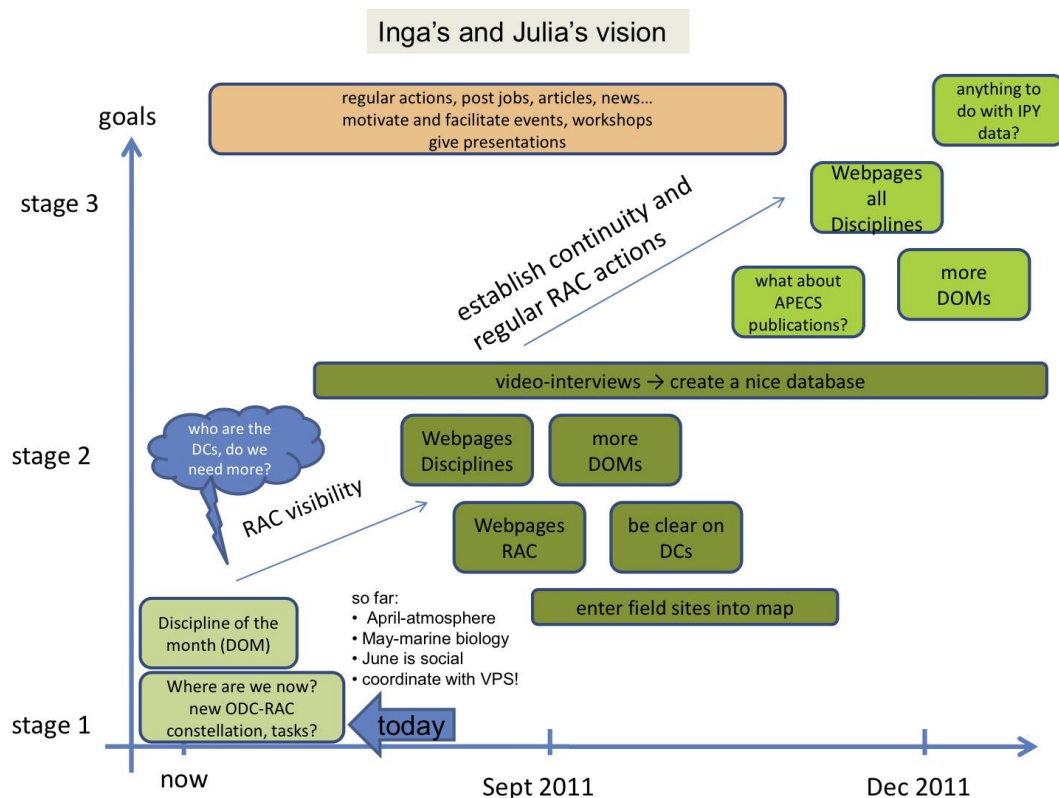 Inga's and Julia's vision
goals
regular actions, post jobs, articles, news...
motivate and facilitate events, workshops
give presentations
anything to
do with IPY
data?
stage 3
Webpages
all
Disciplines
establish continuity and
regular RAC actions
what about
APECS
publications?
more
DOMs
video-interviews → create a nice database
stage 2
who are the
DCs, do we
need more?
RAC visibility
Webpages
Disciplines
more
DOMs
Webpages
RAC
be clear on
DCs
enter field sites into map
Discipline of the
month (DOM)
so far:
• April-atmosphere
• May-marine biology
• June is social
• coordinate with VPS!
stage 1
Where are we now?
new ODC-RAC
constellation, tasks?
today
now
Sept 2011
Dec 2011